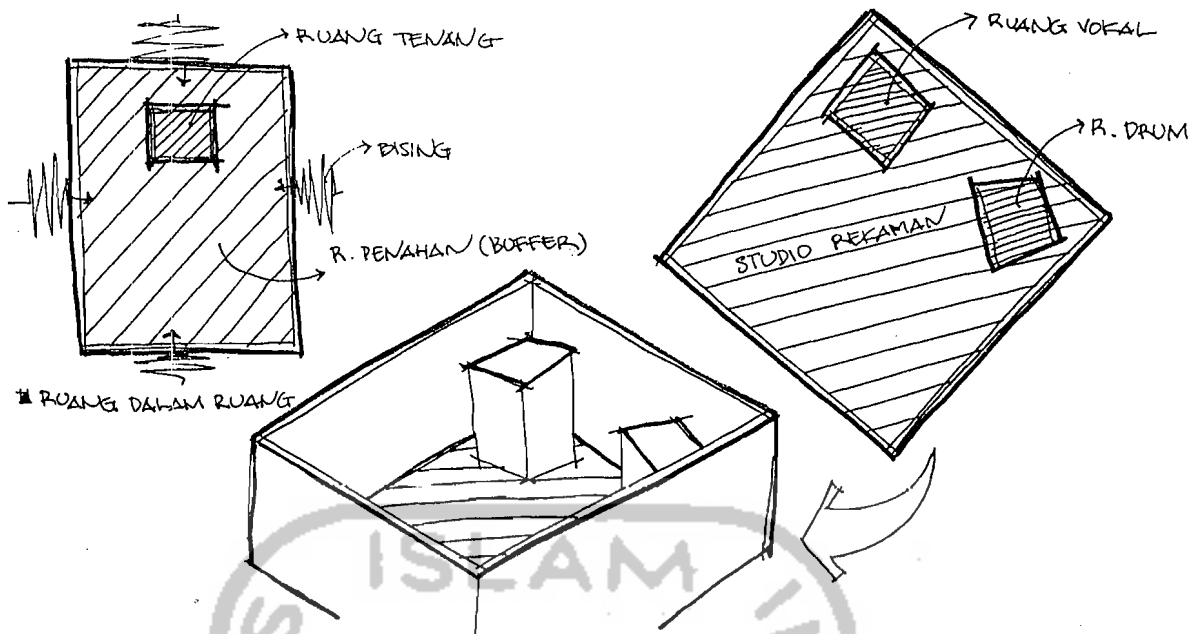 RUANG TENANG
BISING
R. PENAHAN (BUFFER)
RUANG DALAM RUANG
RUANG VOKAL
R. DRUM
STUDIO REKAMAN
ISLAM